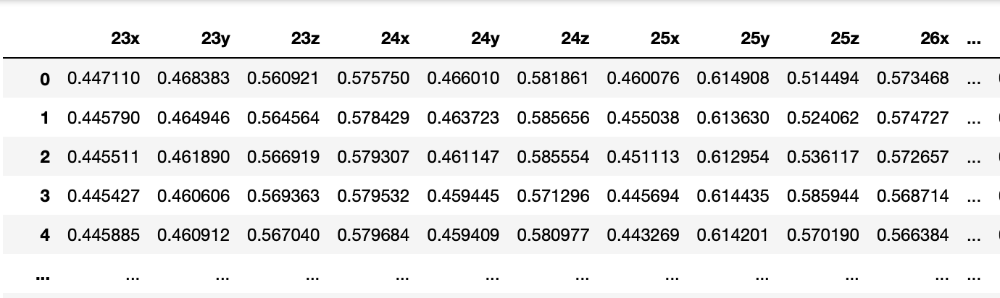 23x 23y 23z 24x 24y 24z 25x 25y 25z 26x ...
0 0.447110 0.468383 0.560921 0.575750 0.466010 0.581861 0.460076 0.614908 0.514494 0.573468 ...
1 0.445790 0.464946 0.564564 0.578429 0.463723 0.585656 0.455038 0.613630 0.524062 0.574727 ...
2 0.445511 0.461890 0.566919 0.579307 0.461147 0.585554 0.451113 0.612954 0.536117 0.572657 ...
3 0.445427 0.460606 0.569363 0.579532 0.459445 0.571296 0.445694 0.614435 0.585944 0.568714 ...
4 0.445885 0.460912 0.567040 0.579684 0.459409 0.580977 0.443269 0.614201 0.570190 0.566384 ...
... ... ... ... ... ... ... ... ... ... ... ...